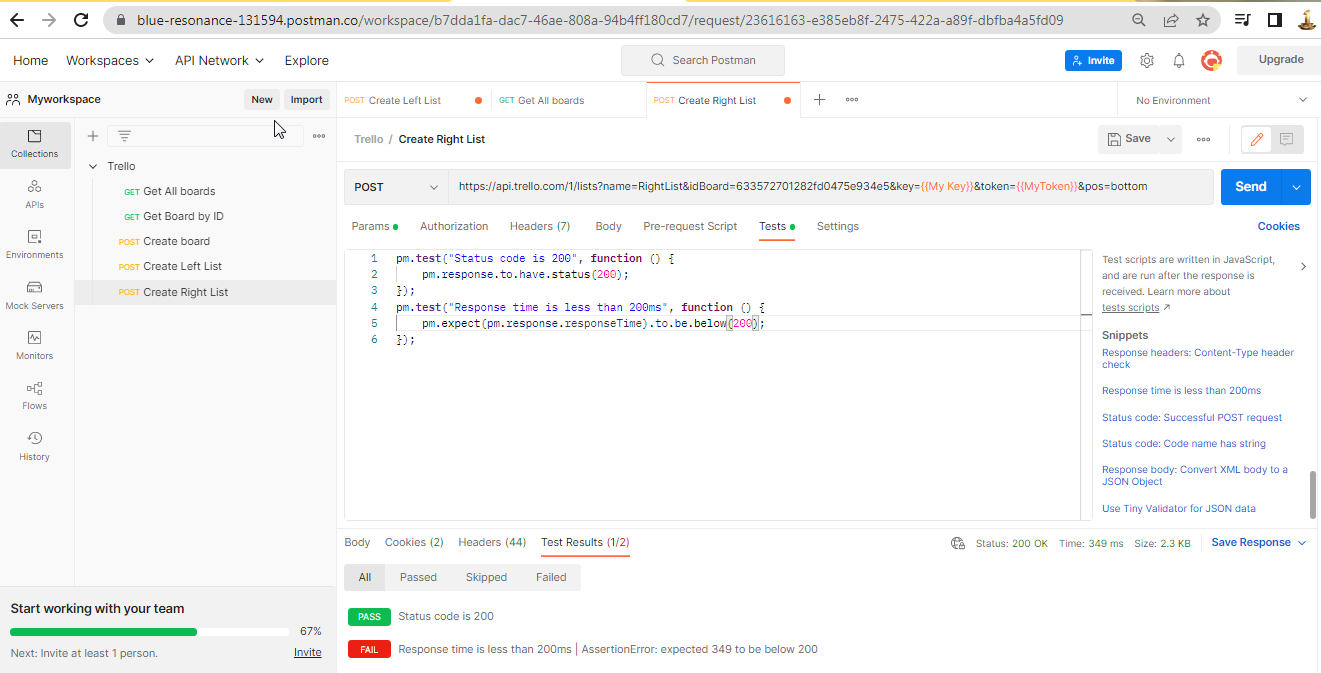 blue-resonance-131594.postman.co/workspace/b7dda1fa-dac7-46ae-808a-94b4ff180cd7/request/23616163-e385eb8f-2475-422a-a89f-dbfba4a5fd09
Home Workspaces API Network Explore Search Postman Invite Upgrade
Myworkspace New Import
POST Create Left List GET Get All boards POST Create Right List No Environment
Collections
APIs
Environments
Mock Servers
Monitors
Flows
History
Trello
GET Get All boards
GET Get Board by ID
POST Create board
POST Create Left List
POST Create Right List
Start working with your team
67%
Next: Invite at least 1 person. Invite
Trello / Create Right List Save
POST https://api.trello.com/1/lists?name=RightList&idBoard=633572701282fd0475e934e5&key={{My Key}}&token={{MyToken}}&pos=bottom Send
Params Authorization Headers (7) Body Pre-request Script Tests Settings Cookies
1 pm.test("Status code is 200", function () {
2 pm.response.to.have.status(200);
3 });
4 pm.test("Response time is less than 200ms", function () {
5 pm.expect(pm.response.responseTime).to.be.below(200);
6 });
Test scripts are written in JavaScript,
and are run after the response is
received. Learn more about
tests scripts ↗
Snippets
Response headers: Content-Type header
check
Response time is less than 200ms
Status code: Successful POST request
Status code: Code name has string
Response body: Convert XML body to a
JSON Object
Use Tiny Validator for JSON data
Body Cookies (2) Headers (44) Test Results (1/2) Status: 200 OK Time: 349 ms Size: 2.3 KB Save Response
All Passed Skipped Failed
PASS Status code is 200
FAIL Response time is less than 200ms | AssertionError: expected 349 to be below 200